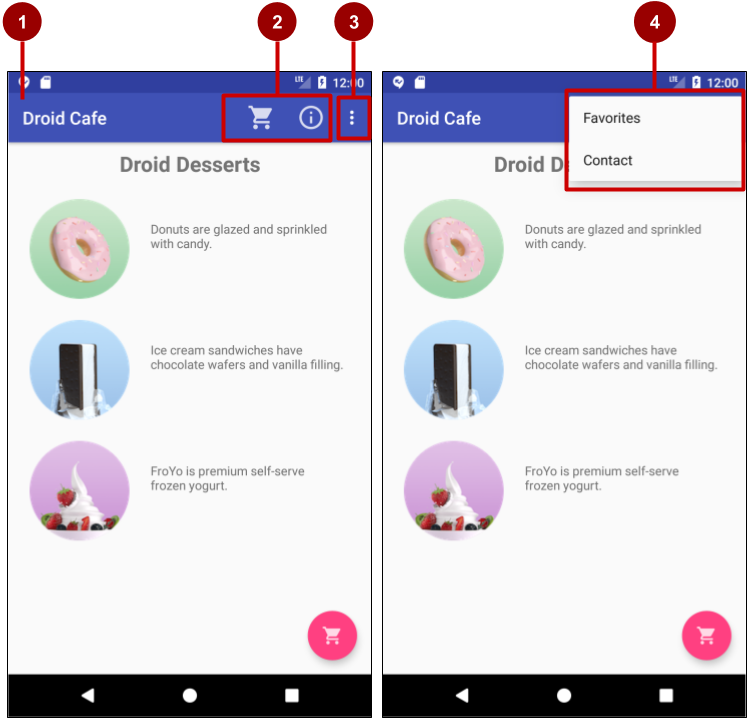 1
2
3
4
LTE 12:00
Droid Cafe
Droid Desserts
Donuts are glazed and sprinkled
with candy.
Ice cream sandwiches have
chocolate wafers and vanilla filling.
FroYo is premium self-serve
frozen yogurt.
LTE 12:00
Droid Cafe
Favorites
Contact
Droid D
Donuts are glazed and sprinkled
with candy.
Ice cream sandwiches have
chocolate wafers and vanilla filling.
FroYo is premium self-serve
frozen yogurt.